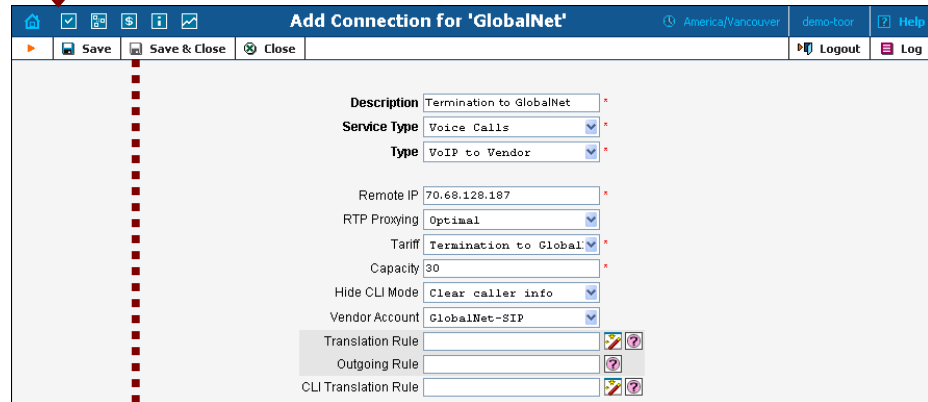 Add Connection for 'GlobalNet' America/Vancouver demo-toor Help
Save Save & Close Close Logout Log
Description Termination to GlobalNet *
Service Type Voice Calls *
Type VoIP to Vendor *
Remote IP 70.68.128.187 *
RTP Proxying Optimal
Tariff Termination to Global *
Capacity 30 *
Hide CLI Mode Clear caller info
Vendor Account GlobalNet-SIP
Translation Rule
Outgoing Rule
CLI Translation Rule